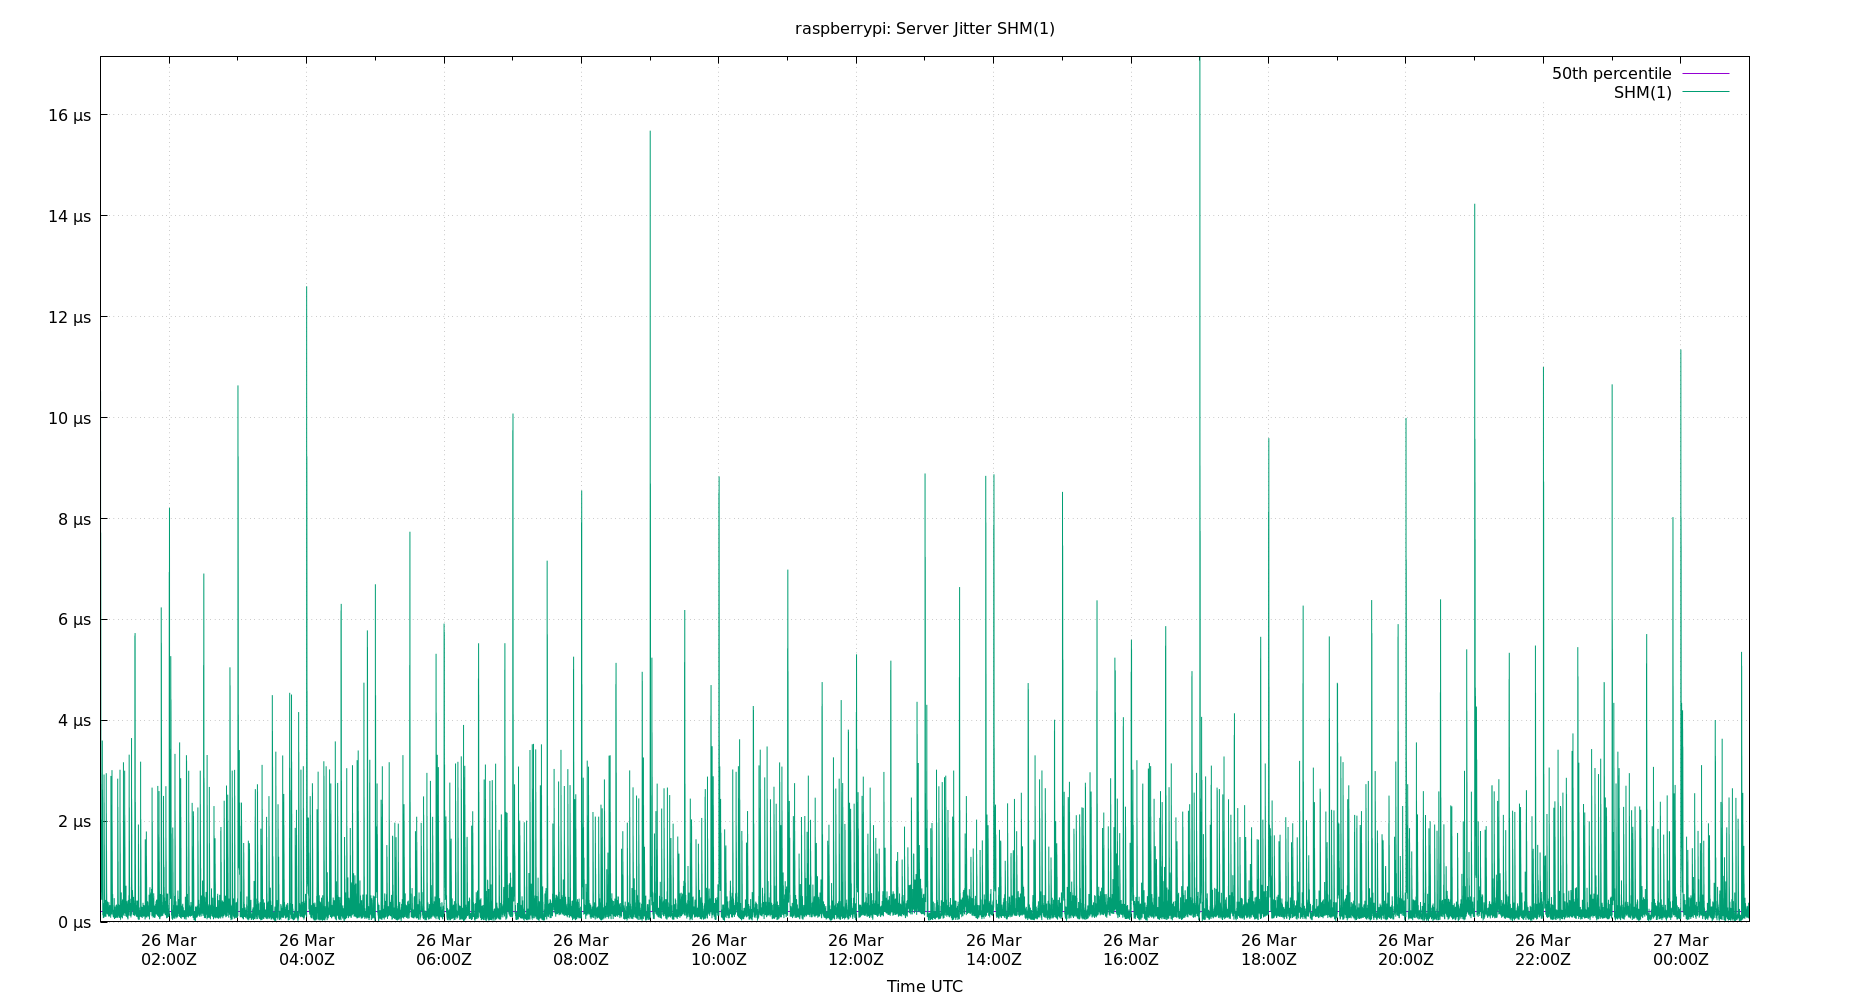 raspberrypi: Server Jitter SHM(1)
50th percentile
SHM(1)
16 µs
14 µs
12 µs
10 µs
8 µs
6 µs
4 µs
2 µs
0 µs
26 Mar 26 Mar 26 Mar 26 Mar 26 Mar 26 Mar 26 Mar 26 Mar 26 Mar 26 Mar 26 Mar 27 Mar
02:00Z 04:00Z 06:00Z 08:00Z 10:00Z 12:00Z 14:00Z 16:00Z 18:00Z 20:00Z 22:00Z 00:00Z
Time UTC